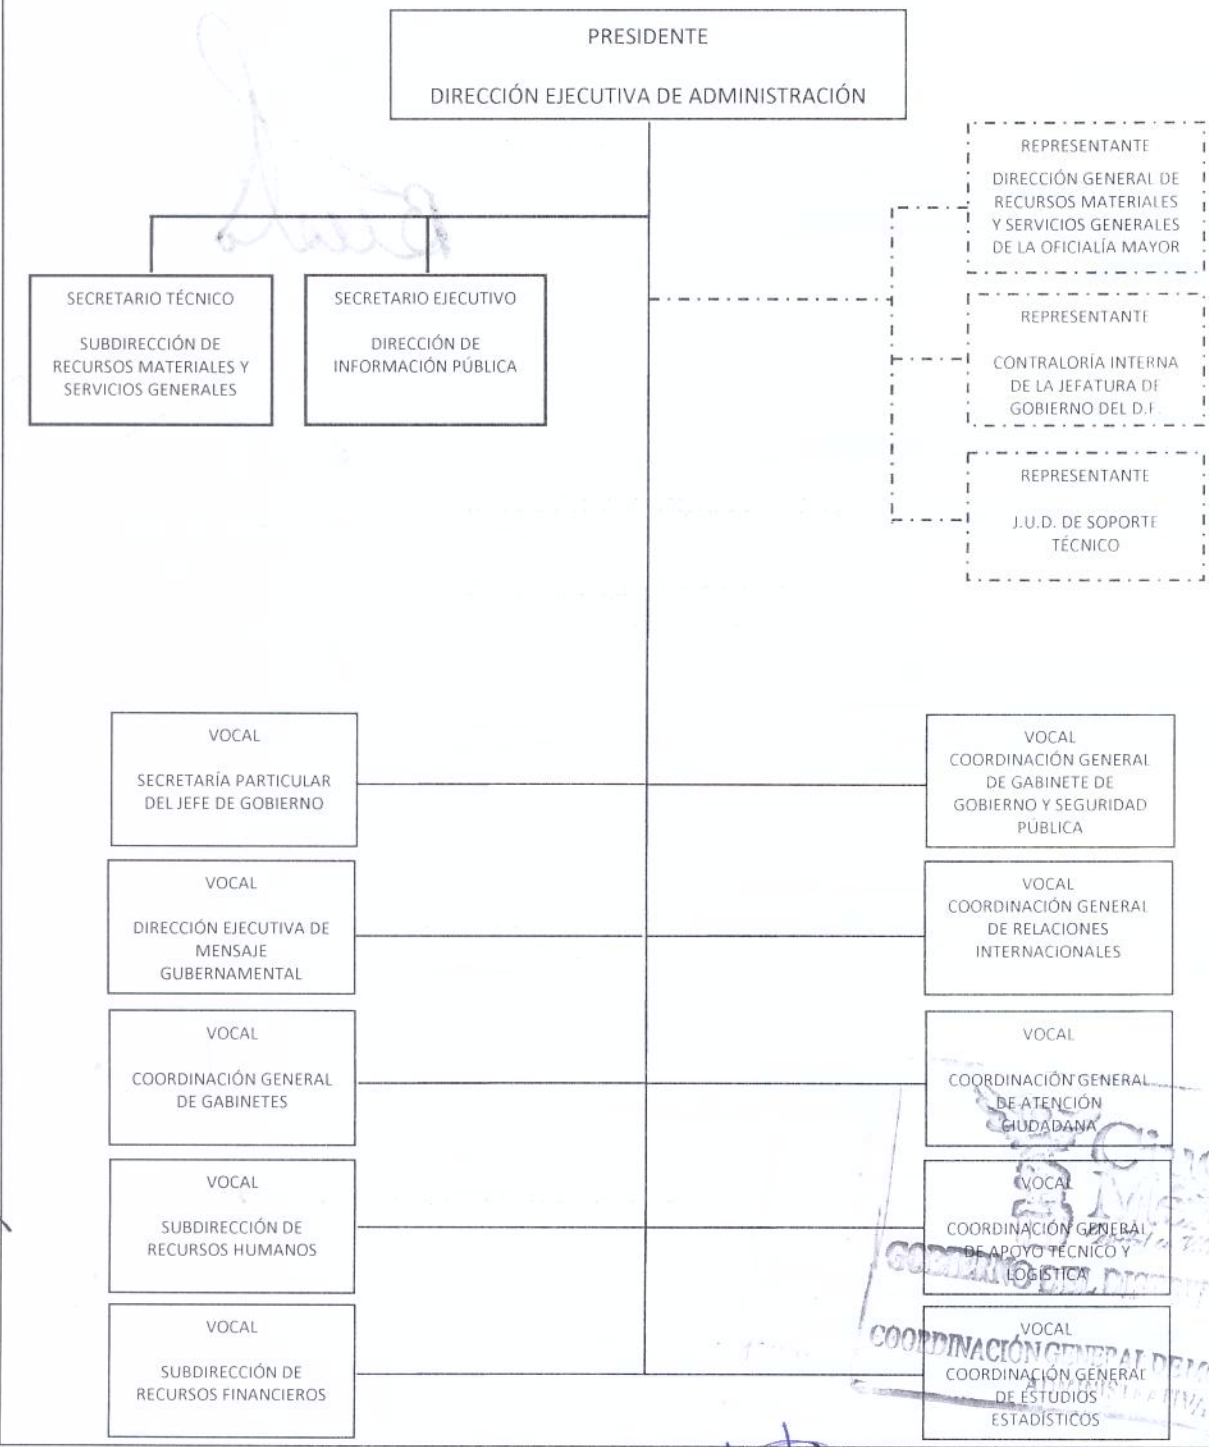 PRESIDENTE
DIRECCIÓN EJECUTIVA DE ADMINISTRACIÓN
REPRESENTANTE
DIRECCIÓN GENERAL DE
RECURSOS MATERIALES
Y SERVICIOS GENERALES
DE LA OFICIALÍA MAYOR
SECRETARIO TÉCNICO
SUBDIRECCIÓN DE
RECURSOS MATERIALES Y
SERVICIOS GENERALES
SECRETARIO EJECUTIVO
DIRECCIÓN DE
INFORMACIÓN PÚBLICA
REPRESENTANTE
CONTRALORÍA INTERNA
DE LA JEFATURA DE
GOBIERNO DEL D.F.
REPRESENTANTE
J.U.D. DE SOPORTE
TÉCNICO
VOCAL
SECRETARÍA PARTICULAR
DEL JEFE DE GOBIERNO
VOCAL
COORDINACIÓN GENERAL
DE GABINETE DE
GOBIERNO Y SEGURIDAD
PÚBLICA
VOCAL
DIRECCIÓN EJECUTIVA DE
MENSAJE
GUBERNAMENTAL
VOCAL
COORDINACIÓN GENERAL
DE RELACIONES
INTERNACIONALES
VOCAL
COORDINACIÓN GENERAL
DE GABINETES
VOCAL
COORDINACIÓN GENERAL
DE ATENCIÓN
CIUDADANA
VOCAL
SUBDIRECCIÓN DE
RECURSOS HUMANOS
VOCAL
COORDINACIÓN GENERAL
DE APOYO TÉCNICO Y
LOGÍSTICA
GOBIERNO DEL
VOCAL
SUBDIRECCIÓN DE
RECURSOS FINANCIEROS
VOCAL
COORDINACIÓN GENERAL
DE ESTUDIOS
ESTADÍSTICOS
COORDINACIÓN GENERAL DE